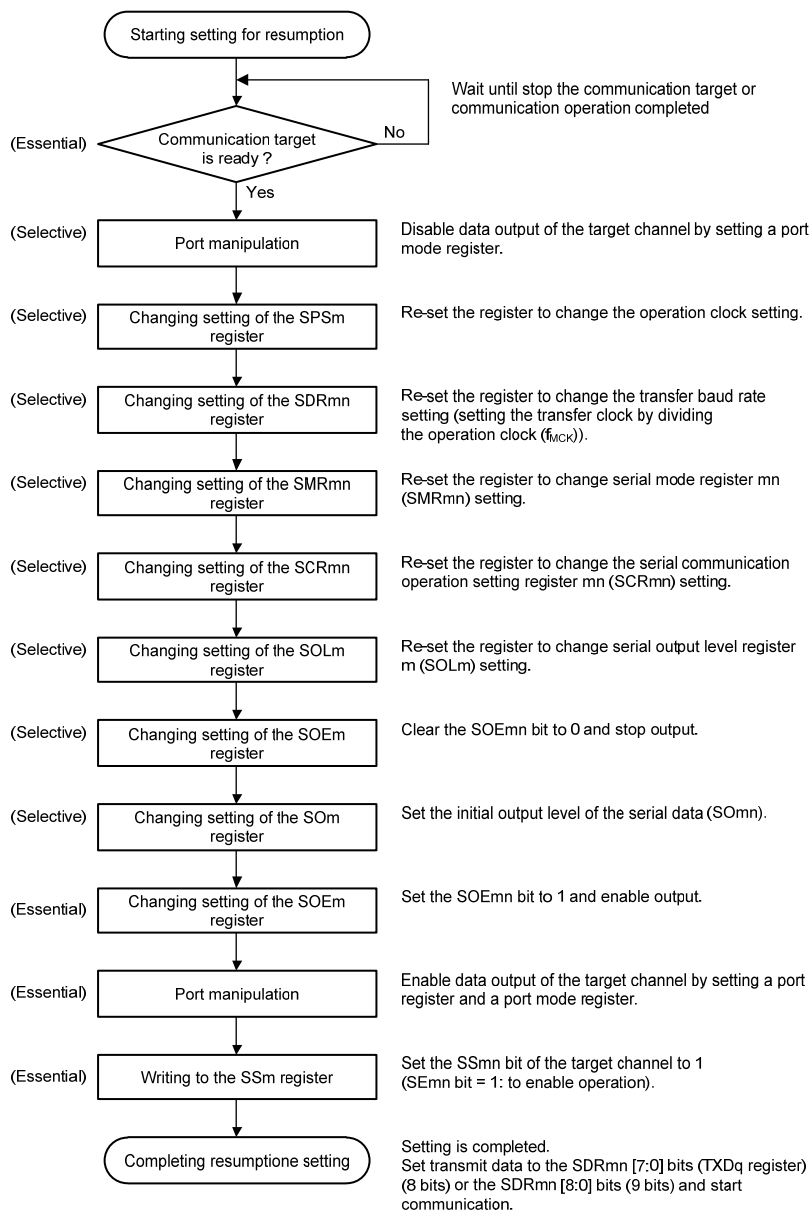 Starting setting for resumption
Wait until stop the communication target or
communication operation completed
(Essential)
Communication target
is ready ?
No
Yes
(Selective)
Port manipulation
Disable data output of the target channel by setting a port
mode register.
(Selective)
Changing setting of the SPSm
register
Re-set the register to change the operation clock setting.
(Selective)
Changing setting of the SDRmn
register
Re-set the register to change the transfer baud rate
setting (setting the transfer clock by dividing
the operation clock (fMCK)).
(Selective)
Changing setting of the SMRmn
register
Re-set the register to change serial mode register mn
(SMRmn) setting.
(Selective)
Changing setting of the SCRmn
register
Re-set the register to change the serial communication
operation setting register mn (SCRmn) setting.
(Selective)
Changing setting of the SOLm
register
Re-set the register to change serial output level register
m (SOLm) setting.
(Selective)
Changing setting of the SOEm
register
Clear the SOEmn bit to 0 and stop output.
(Selective)
Changing setting of the SOm
register
Set the initial output level of the serial data (SOmn).
(Essential)
Changing setting of the SOEm
register
Set the SOEmn bit to 1 and enable output.
(Essential)
Port manipulation
Enable data output of the target channel by setting a port
register and a port mode register.
(Essential)
Writing to the SSm register
Set the SSmn bit of the target channel to 1
(SEmn bit = 1: to enable operation).
Completing resumptione setting
Setting is completed.
Set transmit data to the SDRmn [7:0] bits (TXDq register)
(8 bits) or the SDRmn [8:0] bits (9 bits) and start
communication.